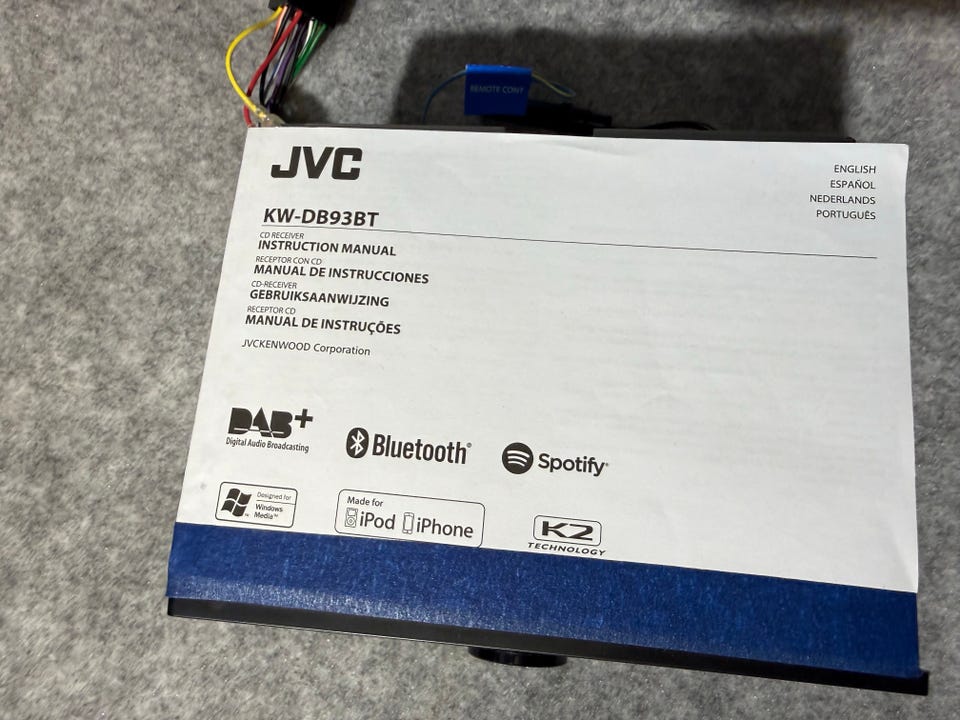 REMOTE CONT
JVC
ENGLISH
ESPAÑOL
NEDERLANDS
PORTUGUÊS
KW-DB93BT
CD RECEIVER
INSTRUCTION MANUAL
RECEPTOR CON CD
MANUAL DE INSTRUCCIONES
CD-RECEIVER
GEBRUIKSAANWIJZING
RECEPTOR CD
MANUAL DE INSTRUÇÕES
JVCKENWOOD Corporation
DAB+
Digital Audio Broadcasting
Bluetooth®
Spotify®
Designed for
Windows
Media™
Made for
iPod iPhone
K2
TECHNOLOGY